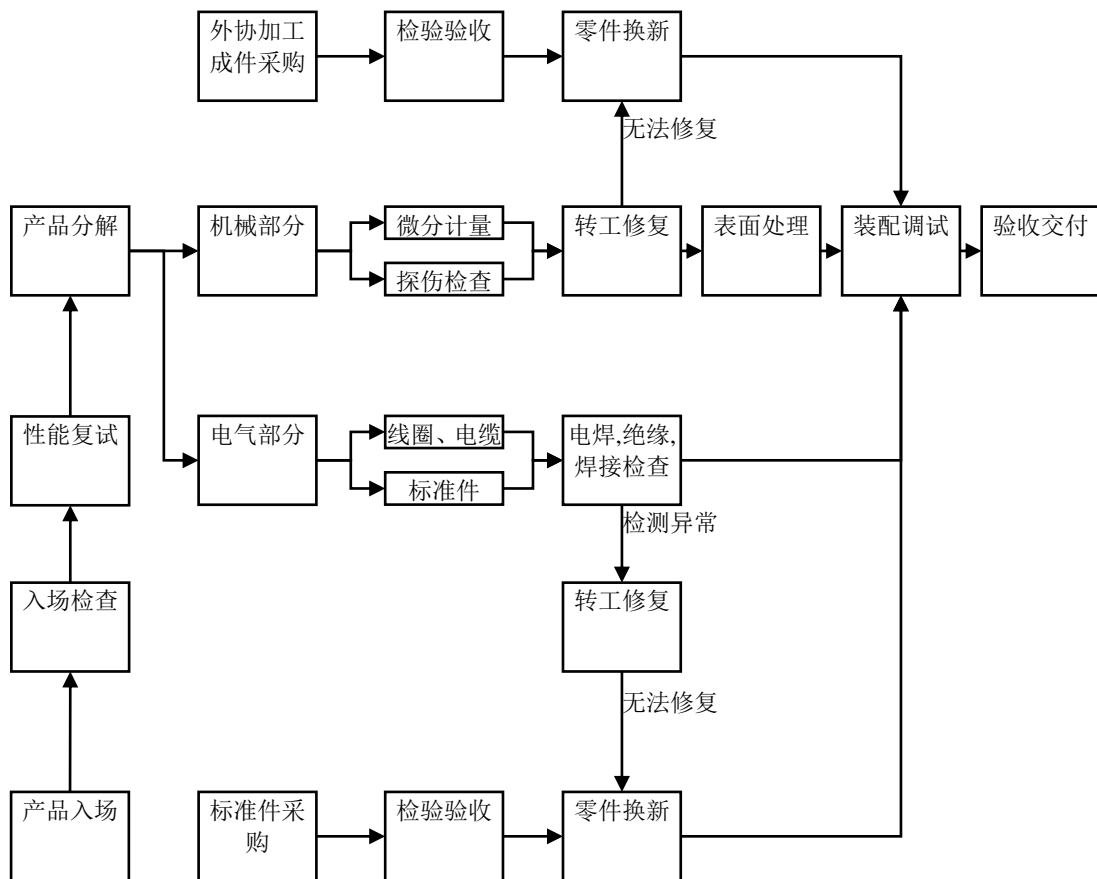 外协加工
成件采购
检验验收
零件换新
无法修复
产品分解
机械部分
微分计量
探伤检查
转工修复
表面处理
装配调试
验收交付
性能复试
电气部分
线圈、电缆
标准件
电焊,绝缘,
焊接检查
检测异常
入场检查
转工修复
无法修复
产品入场
标准件采
购
检验验收
零件换新